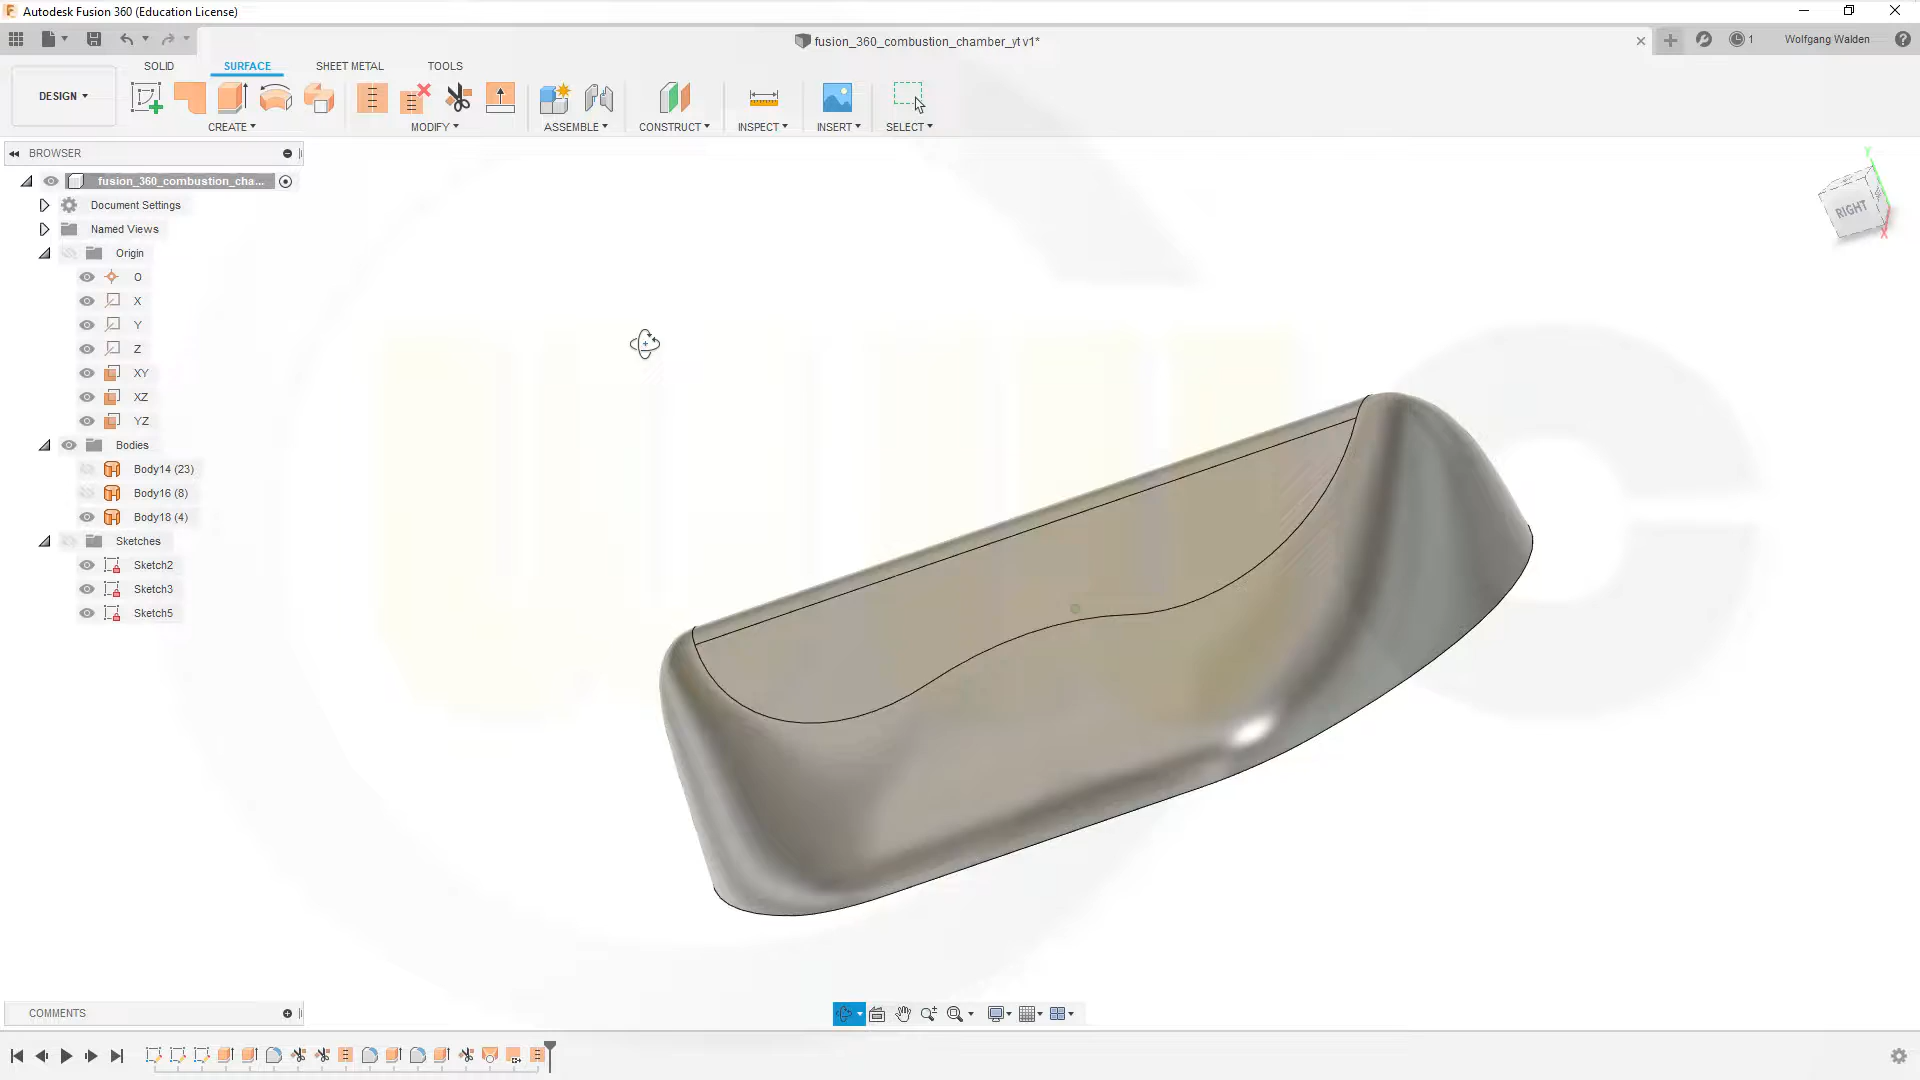 Autodesk Fusion 360 (Education License)
fusion_360_combustion_chamber_yt v1*
1
Wolfgang Walden
DESIGN
SOLID
SURFACE
SHEET METAL
TOOLS
CREATE
MODIFY
ASSEMBLE
CONSTRUCT
INSPECT
INSERT
SELECT
BROWSER
fusion_360_combustion_cha...
Document Settings
Named Views
Origin
O
X
Y
Z
XY
XZ
YZ
Bodies
Body14 (23)
Body16 (8)
Body18 (4)
Sketches
Sketch2
Sketch3
Sketch5
Y
RIGHT
X
COMMENTS